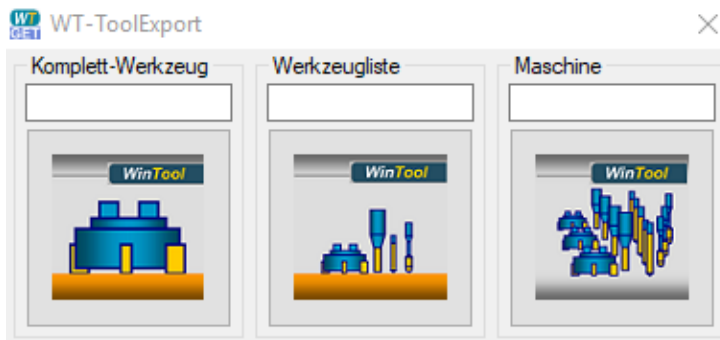 WT GET WT-ToolExport
Komplett-Werkzeug Werkzeugliste Maschine
WinTool WinTool WinTool